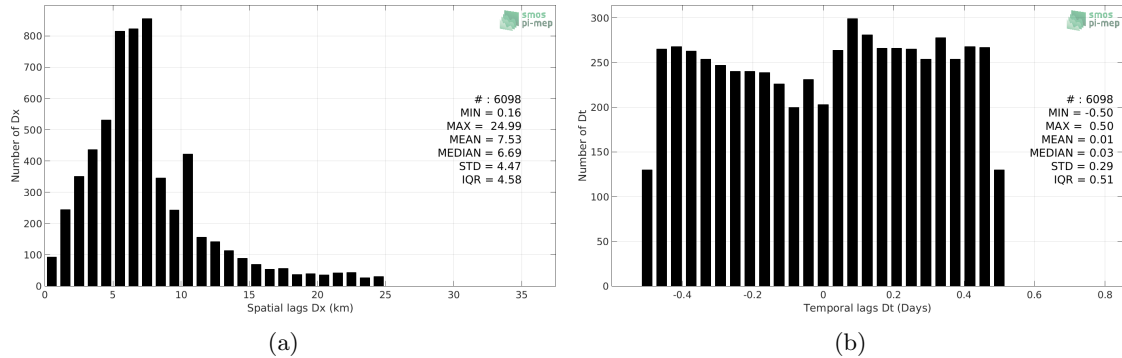 smos
pi-mep
900
800
700
600
500
400
300
200
100
0
Number of Dx
# : 6098
MIN = 0.16
MAX = 24.99
MEAN = 7.53
MEDIAN = 6.69
STD = 4.47
IQR = 4.58
0 5 10 15 20 25 30 35
Spatial lags Dx (km)
(a)
smos
pi-mep
300
250
200
150
100
50
0
Number of Dt
# : 6098
MIN = -0.50
MAX = 0.50
MEAN = 0.01
MEDIAN = 0.03
STD = 0.29
IQR = 0.51
-0.4 -0.2 0 0.2 0.4 0.6 0.8
Temporal lags Dt (Days)
(b)